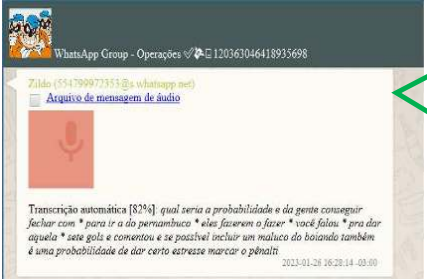 WhatsApp Group - Operações 120363046418935698
Zildo (554799972353@s.whatsapp.net)
Arquivo de mensagem de áudio
Transcrição automática [82%]: qual seria a probabilidade e da gente conseguir
fechar com * para ir a do pernambuco * eles fazerem o fazer * você falou * pra dar
aquela * sete gols e comentou e se possível incluir um maluco do boiando também
é uma probabilidade de dar certo estresse marcar o pênalti
2023-01-26 16:28:14 -03:00